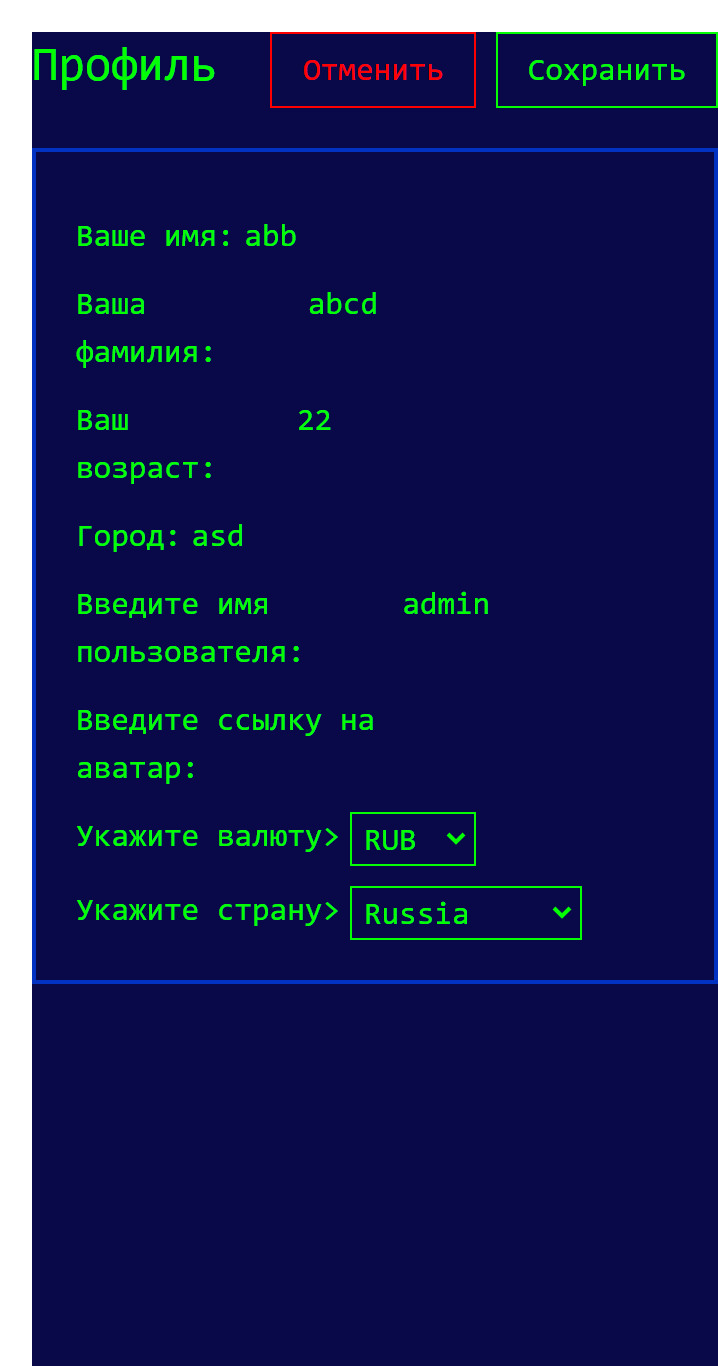 Профиль Отменить Сохранить
Ваше имя: abb
Ваша abcd
фамилия:
Ваш 22
возраст:
Город: asd
Введите имя admin
пользователя:
Введите ссылку на
аватар:
Укажите валюту> RUB
Укажите страну> Russia